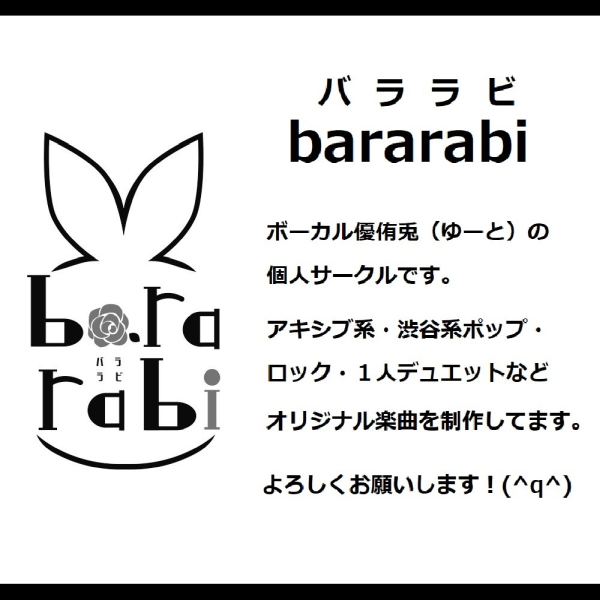 バララビ
bararabi
ボーカル優侑兎（ゆーと）の
個人サークルです。
アキシブ系・渋谷系ポップ・
ロック・１人デュエットなど
オリジナル楽曲を制作してます。
よろしくお願いします！(^q^)
bara
バラ
ラビ
rabi